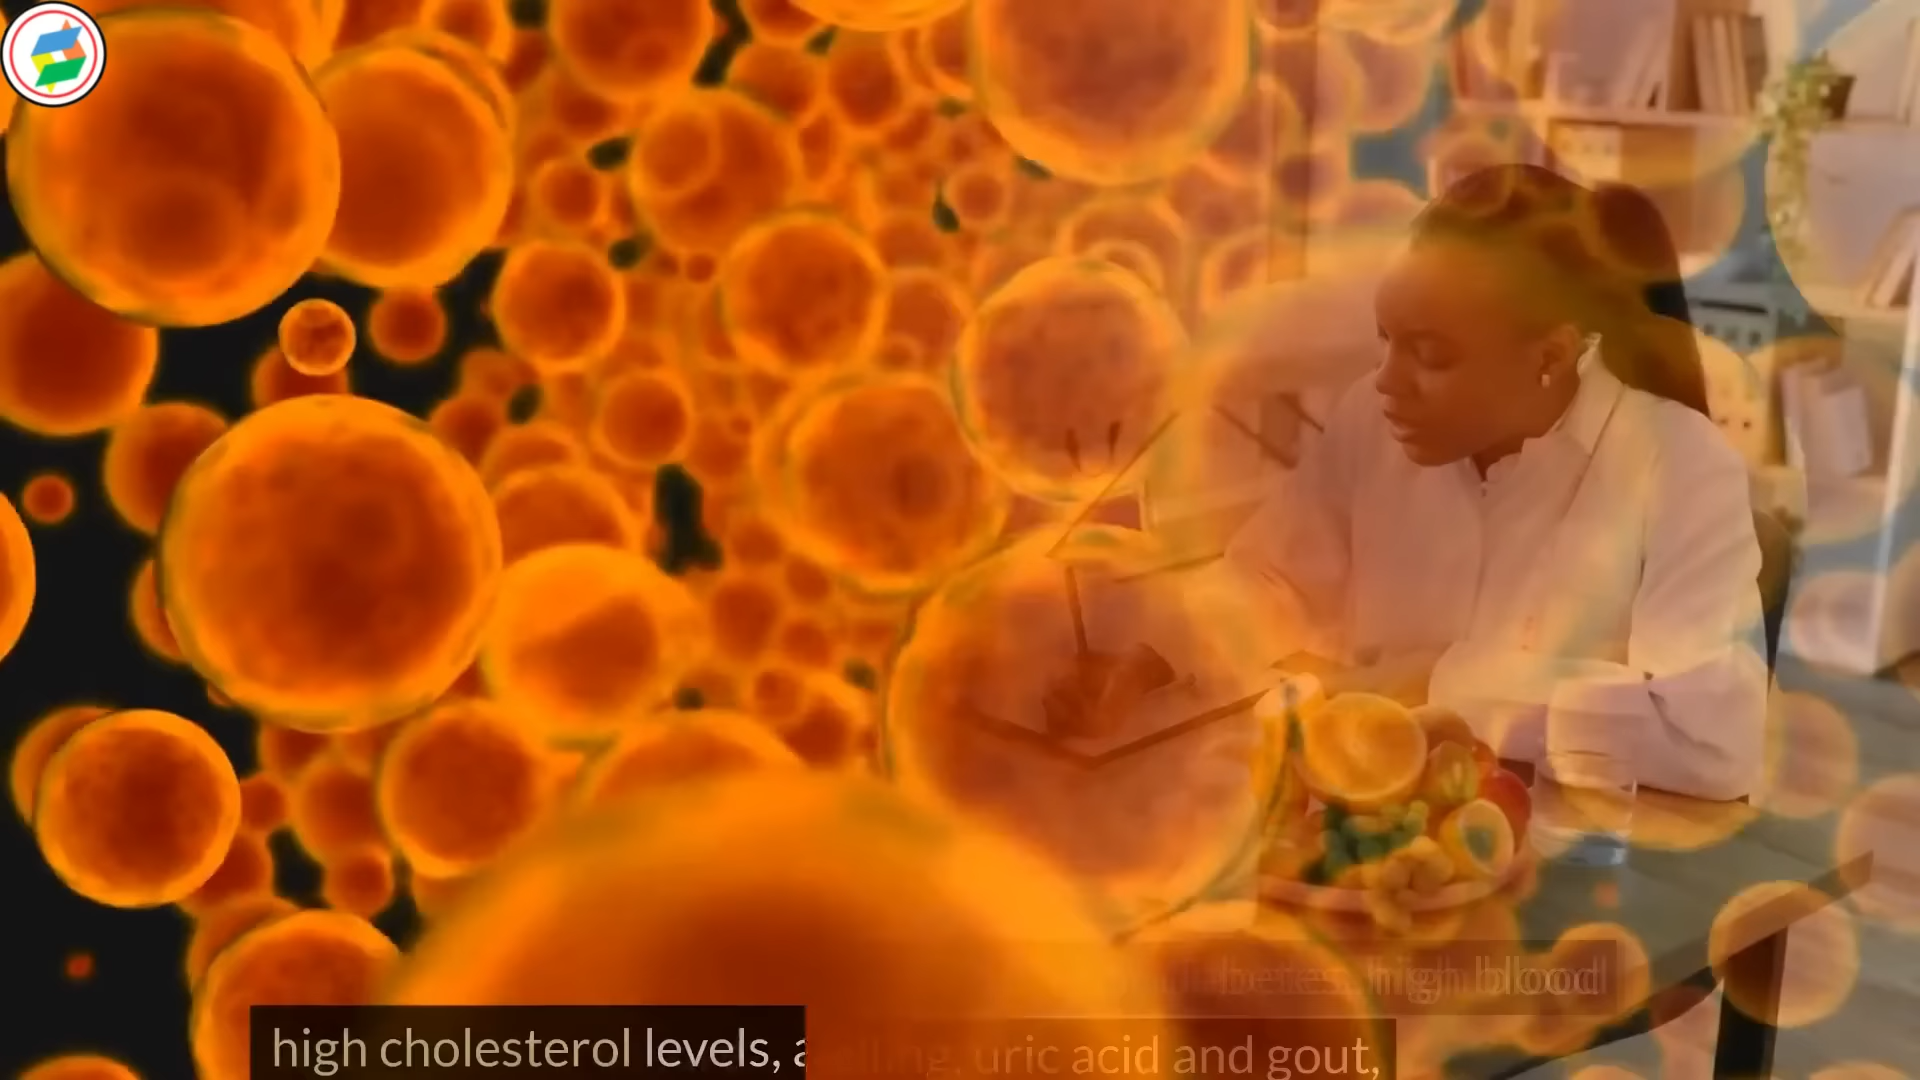 high blood
high cholesterol levels, uric acid and gout,